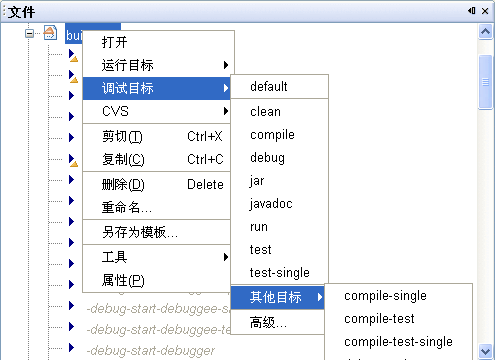 文件
打开
运行目标
调试目标
CVS
剪切(T) Ctrl+X
复制(C) Ctrl+C
删除(D) Delete
重命名...
另存为模板...
工具
属性(P)
default
clean
compile
debug
jar
javadoc
run
test
test-single
其他目标
高级...
compile-single
compile-test
compile-test-single
-debug-start-debuggee-te
-debug-start-debugger